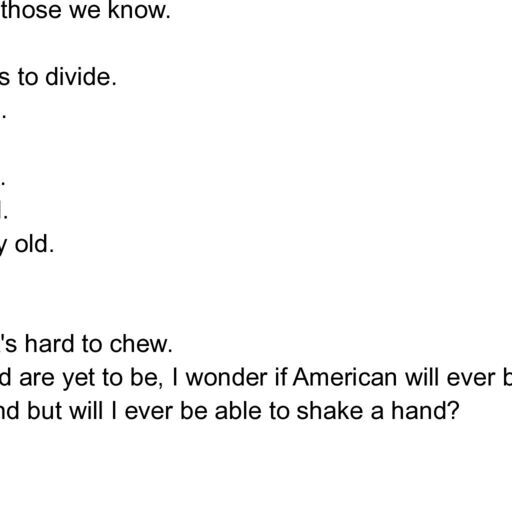 those we know.
s to divide.
.
.
.
y old.
's hard to chew.
d are yet to be, I wonder if American will ever b
nd but will I ever be able to shake a hand?